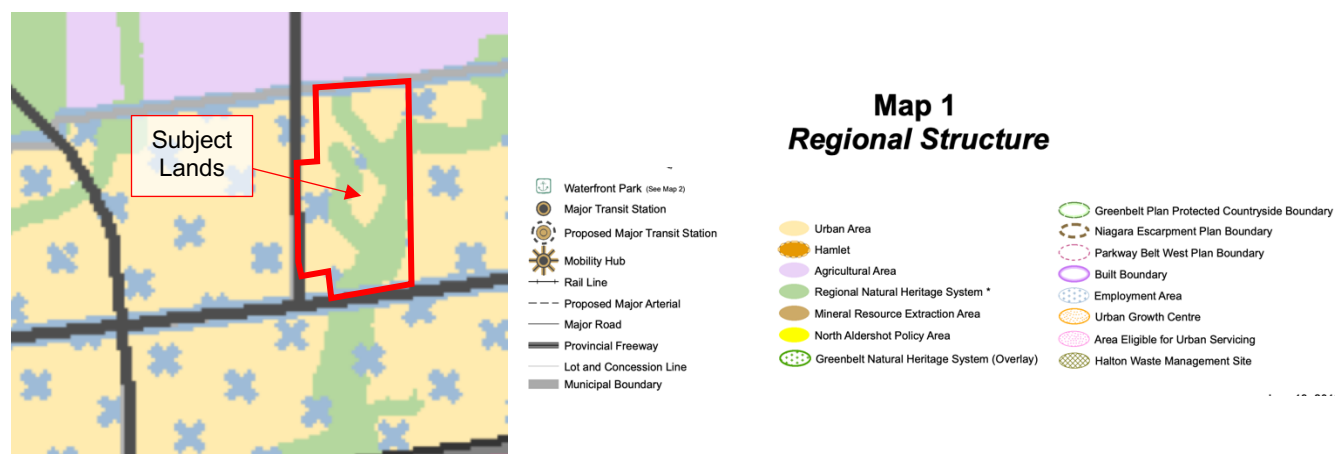 Subject
Lands
Map 1
Regional Structure
Waterfront Park (See Map 2)
Major Transit Station
Proposed Major Transit Station
Mobility Hub
Rail Line
Proposed Major Arterial
Major Road
Provincial Freeway
Lot and Concession Line
Municipal Boundary
Urban Area
Hamlet
Agricultural Area
Regional Natural Heritage System *
Mineral Resource Extraction Area
North Aldershot Policy Area
Greenbelt Natural Heritage System (Overlay)
Greenbelt Plan Protected Countryside Boundary
Niagara Escarpment Plan Boundary
Parkway Belt West Plan Boundary
Built Boundary
Employment Area
Urban Growth Centre
Area Eligible for Urban Servicing
Halton Waste Management Site